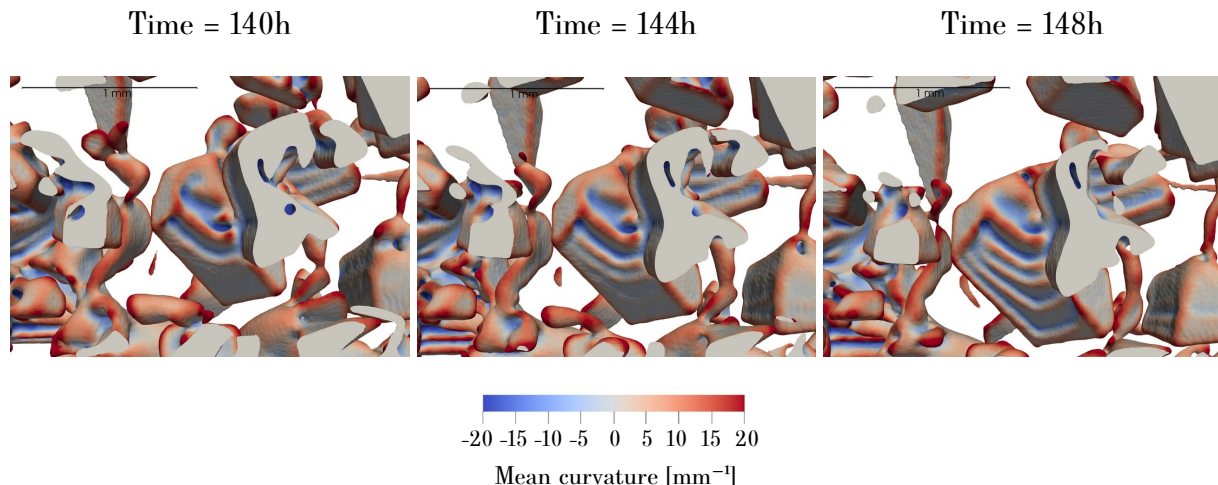 Time = 140h
Time = 144h
Time = 148h
1 mm
1 mm
1 mm
-20 -15 -10 -5 0 5 10 15 20
Mean curvature [mm⁻¹]